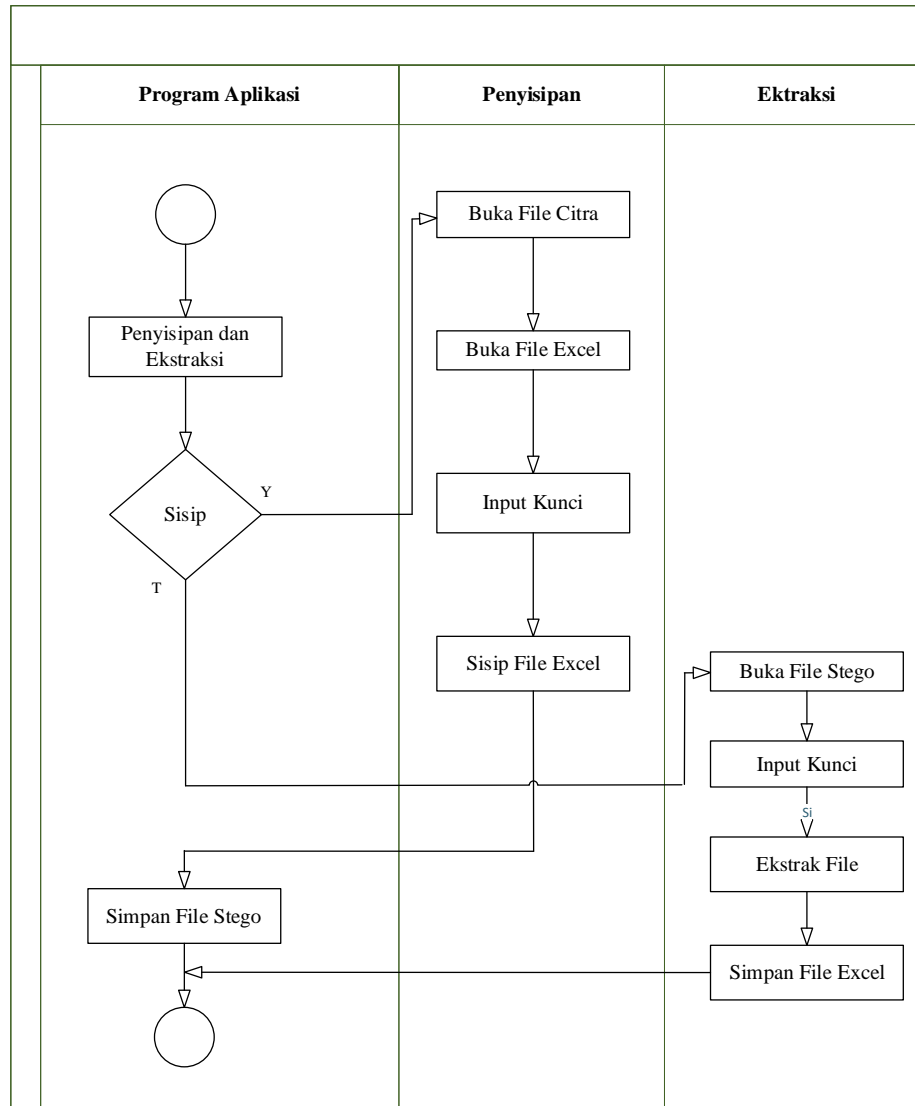 Program Aplikasi
Penyisipan
Ektraksi
Penyisipan dan
Ekstraksi
Sisip
Y
T
Buka File Citra
Buka File Excel
Input Kunci
Sisip File Excel
Buka File Stego
Input Kunci
Si
Ekstrak File
Simpan File Excel
Simpan File Stego